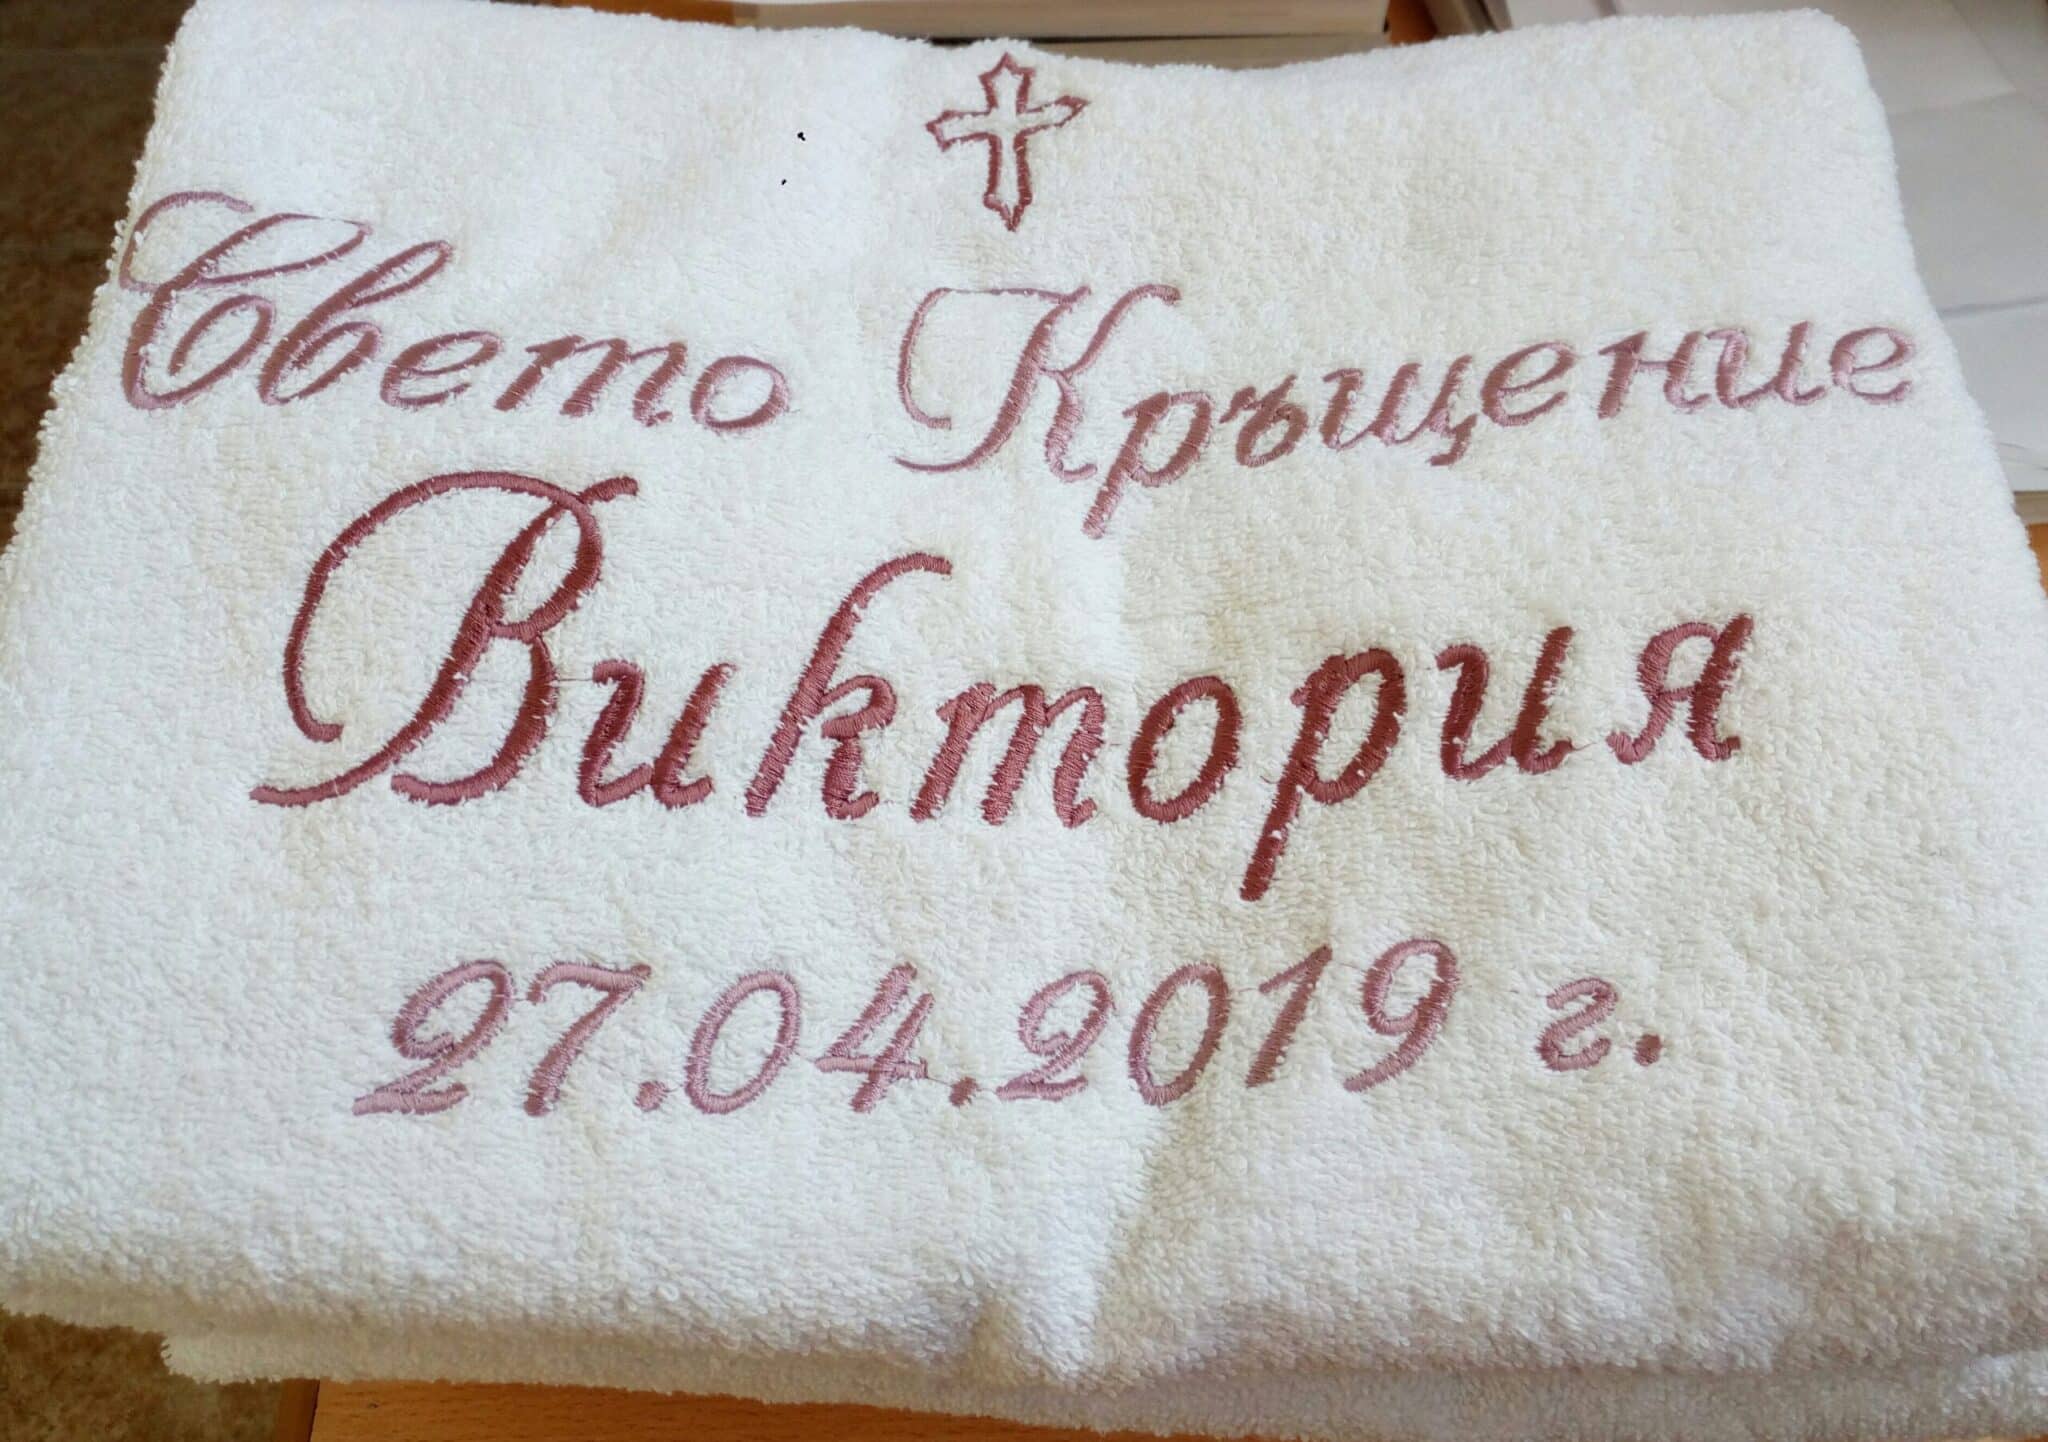 Свето Кръщение
Виктория
27.04.2019 г.